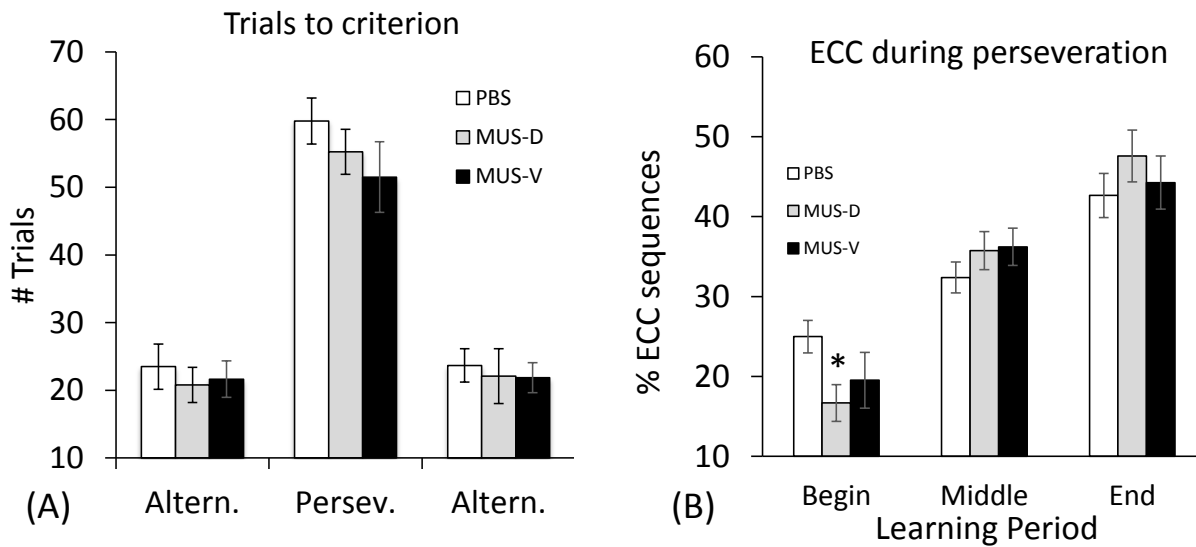 Trials to criterion
70
60
50
40
30
20
10
# Trials
PBS
MUS-D
MUS-V
Altern.
Persev.
Altern.
(A)
ECC during perseveration
60
50
40
30
20
10
% ECC sequences
PBS
MUS-D
MUS-V
*
Begin
Middle
End
Learning Period
(B)